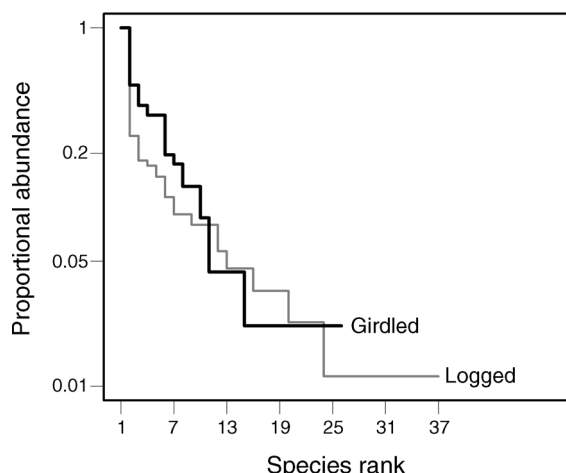 Proportional abundance
1
0.2
0.05
0.01
Girdled
Logged
1 7 13 19 25 31 37
Species rank